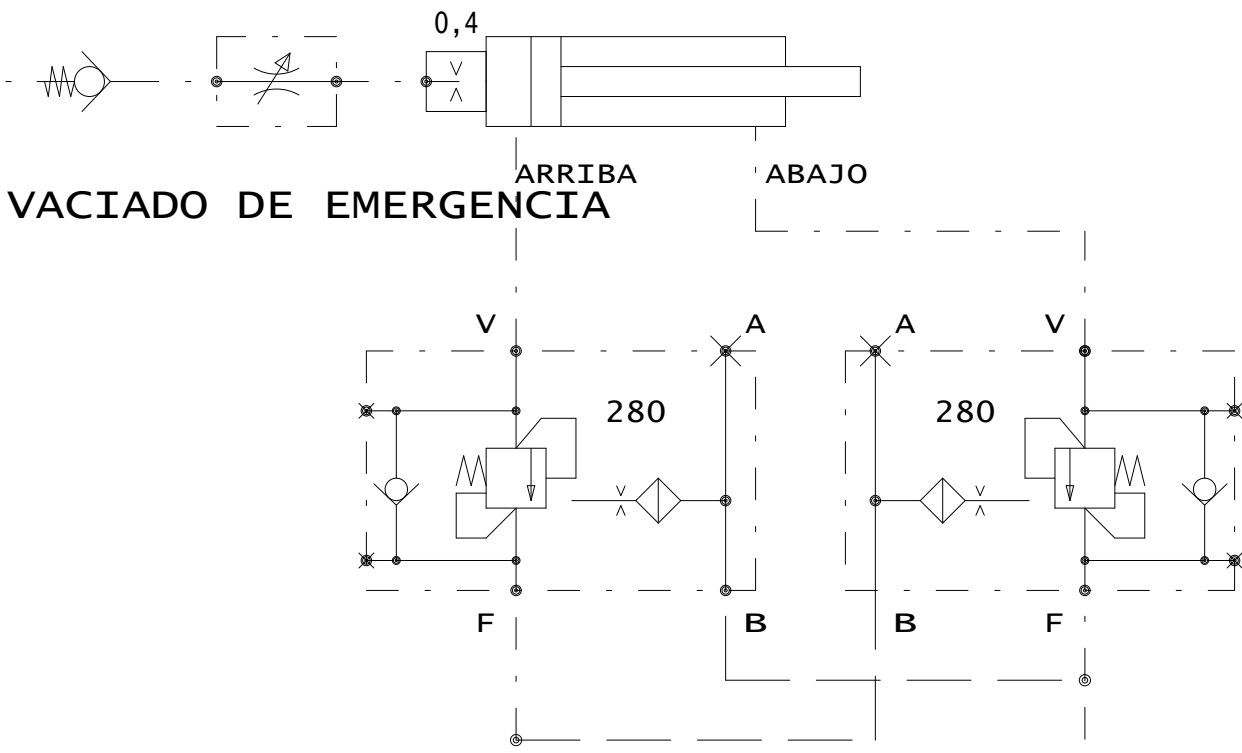 0,4
ARRIBA ABAJO
VACIADO DE EMERGENCIA
V A A V
280 280
F B B F